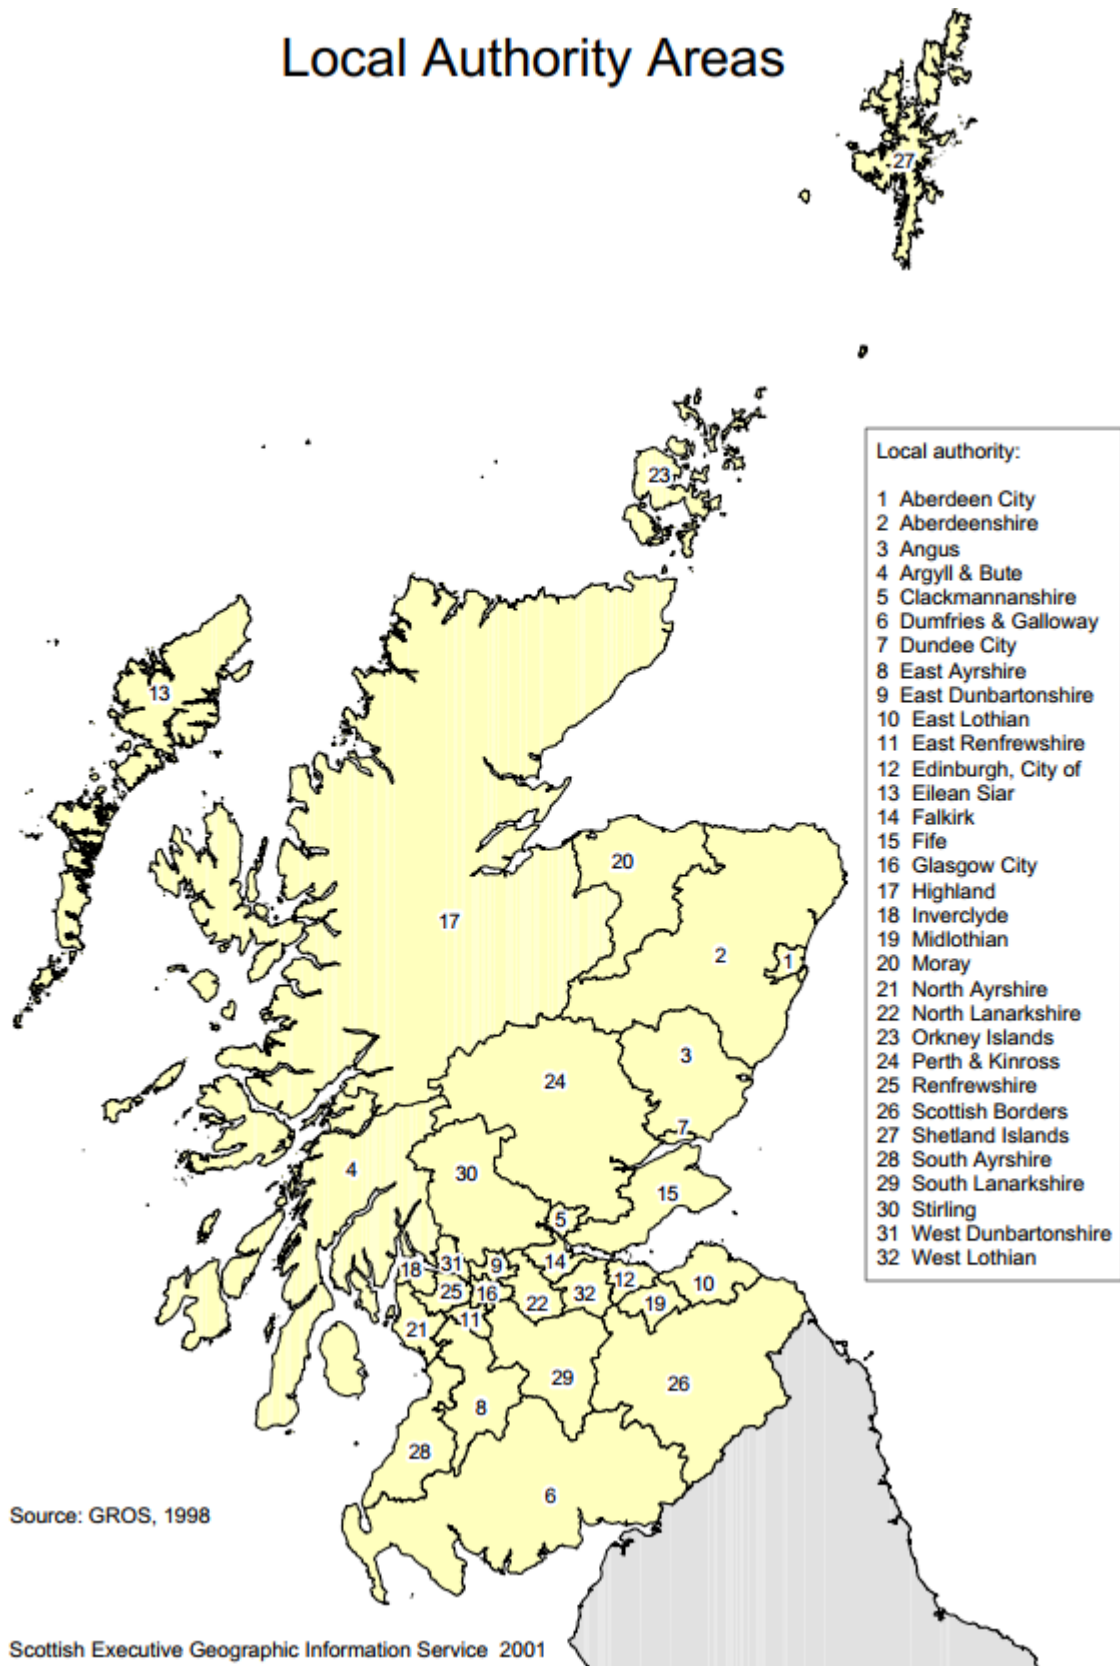 Local Authority Areas
27
23
13
20
17
2
1
3
24
7
4
30
15
5
31
9
14
18
12
10
25
16
22
32
19
11
21
29
26
8
28
6
Local authority:
1 Aberdeen City
2 Aberdeenshire
3 Angus
4 Argyll & Bute
5 Clackmannanshire
6 Dumfries & Galloway
7 Dundee City
8 East Ayrshire
9 East Dunbartonshire
10 East Lothian
11 East Renfrewshire
12 Edinburgh, City of
13 Eilean Siar
14 Falkirk
15 Fife
16 Glasgow City
17 Highland
18 Inverclyde
19 Midlothian
20 Moray
21 North Ayrshire
22 North Lanarkshire
23 Orkney Islands
24 Perth & Kinross
25 Renfrewshire
26 Scottish Borders
27 Shetland Islands
28 South Ayrshire
29 South Lanarkshire
30 Stirling
31 West Dunbartonshire
32 West Lothian
Source: GROS, 1998
Scottish Executive Geographic Information Service 2001